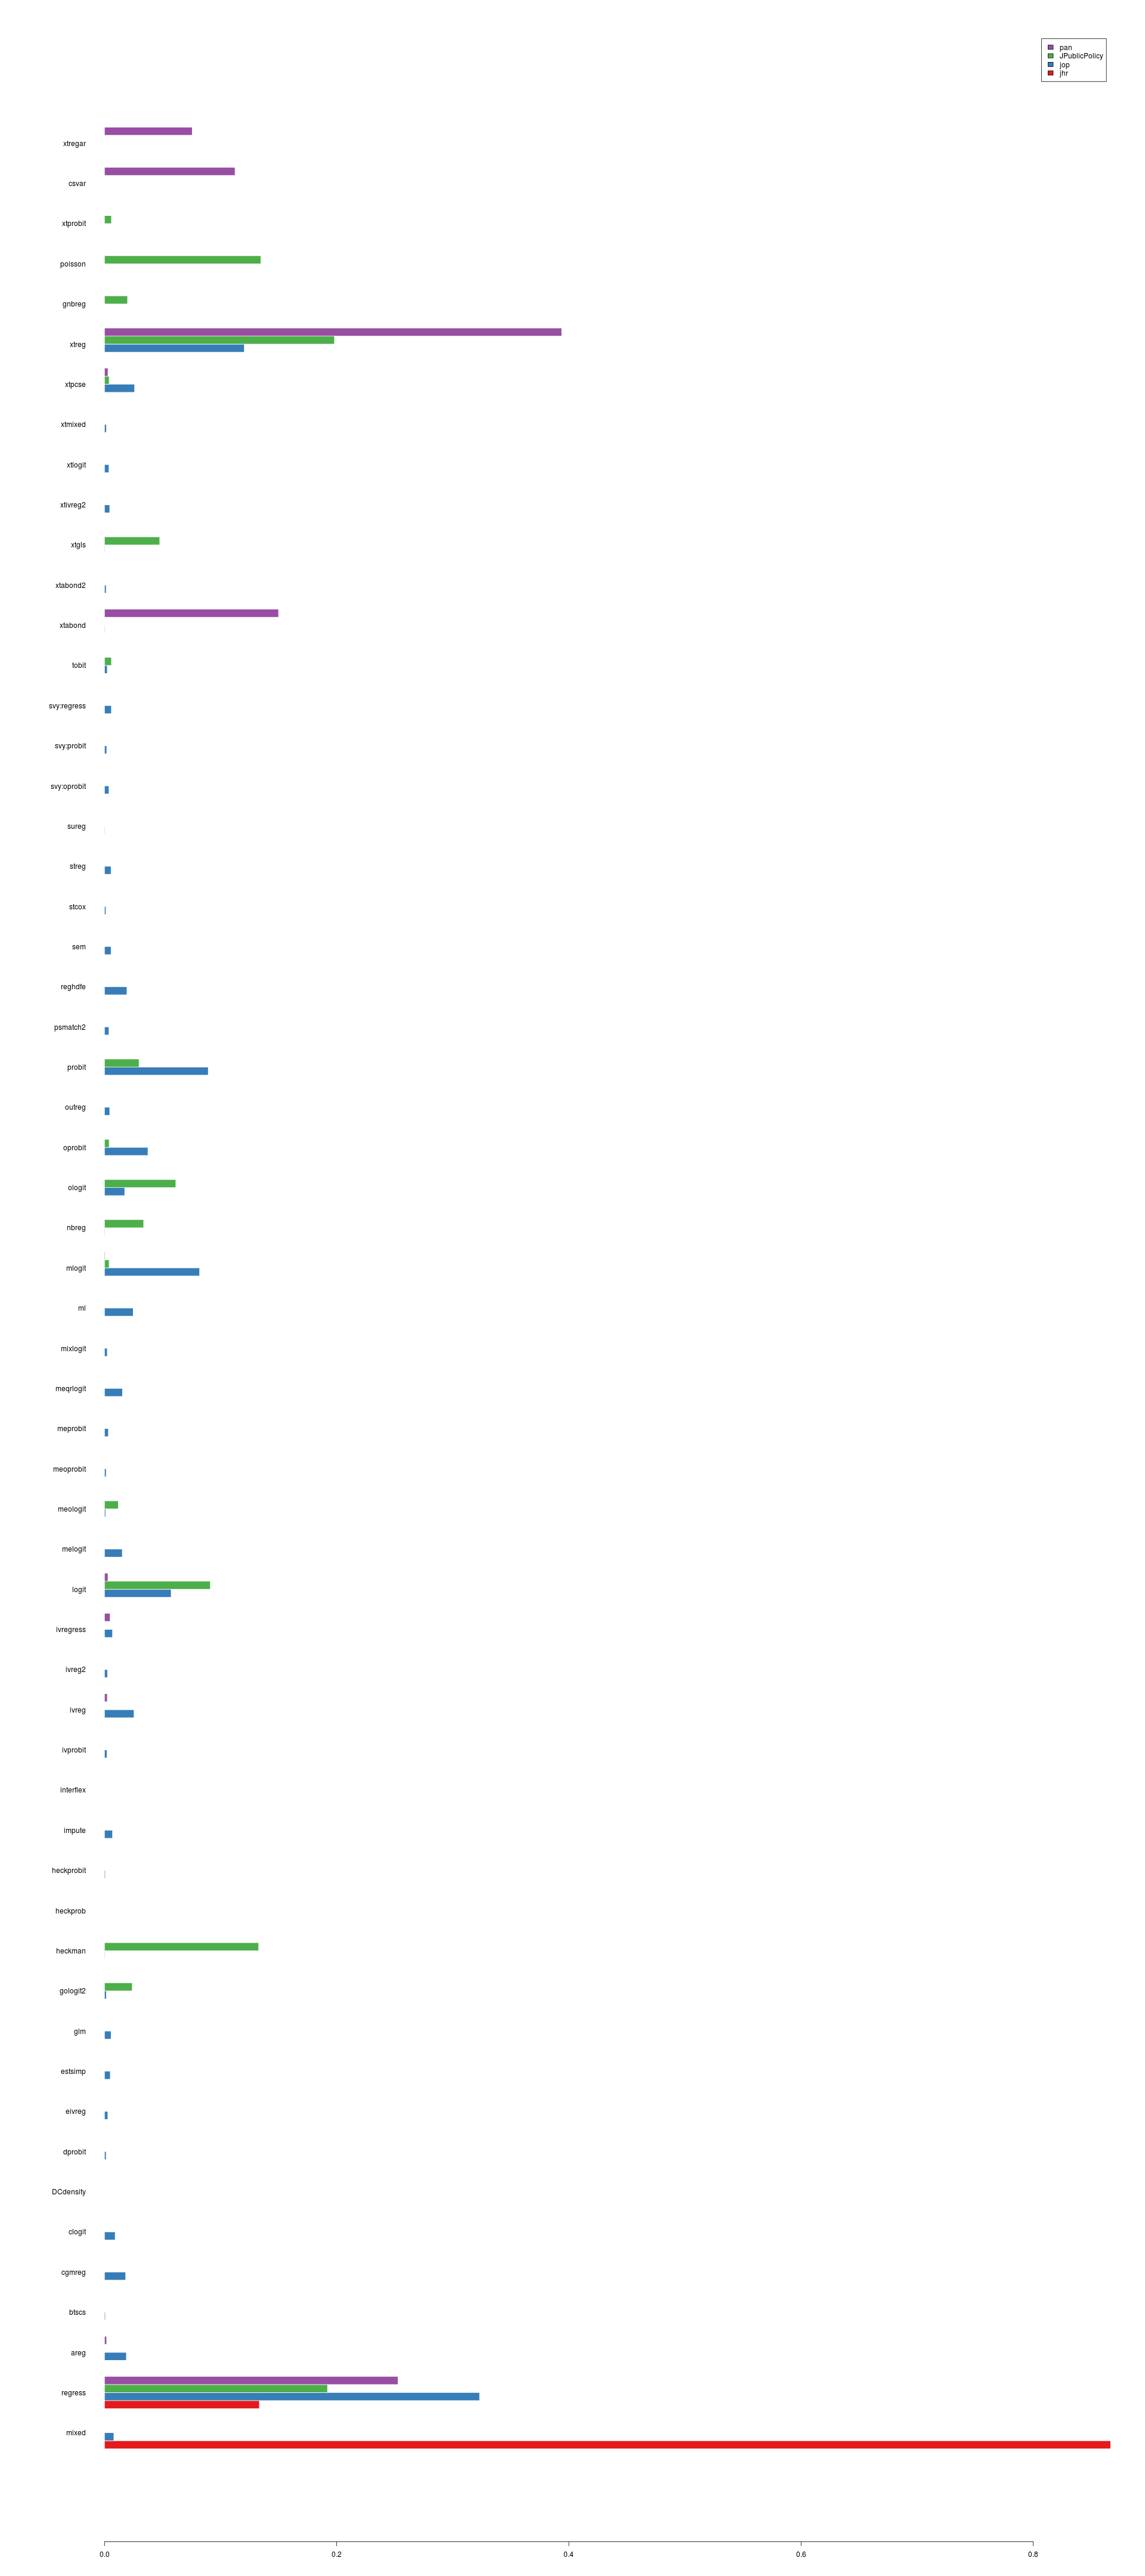 pan
JPublicPolicy
jop
jhr
xtregar
csvar
xtprobit
poisson
gnbreg
xtreg
xtpcse
xtmixed
xtlogit
xtivreg2
xtgls
xtabond2
xtabond
tobit
svy:regress
svy:probit
svy:oprobit
sureg
streg
stcox
sem
reghdfe
psmatch2
probit
outreg
oprobit
ologit
nbreg
mlogit
ml
mixlogit
meqrlogit
meprobit
meoprobit
meologit
melogit
logit
ivregress
ivreg2
ivreg
ivprobit
interflex
impute
heckprobit
heckprob
heckman
gologit2
glm
estsimp
eivreg
dprobit
DCdensity
clogit
cgmreg
btscs
areg
regress
mixed
0.0 0.2 0.4 0.6 0.8